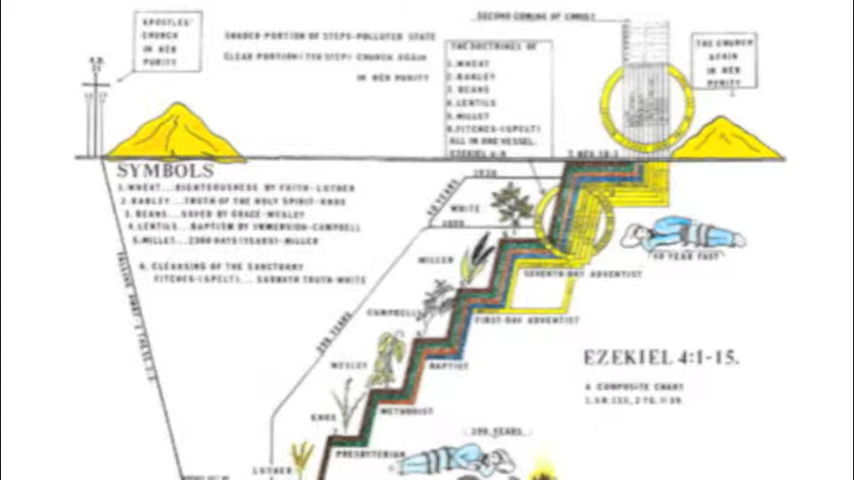 APOSTLES'
CHURCH
IN HER
PURITY
SHADED PORTION OF STEPS-POLLUTED STATE
CLEAR PORTION (7TH STEP) CHURCH AGAIN
IN HER PURITY
SECOND COMING OF CHRIST
THE DOCTRINES OF
1. WHEAT
2. BARLEY
3. BEANS
4. LENTILS
5. MILLET
6. FITCHES-(SPELT)
ALL IN ONE VESSEL.
EZEKIEL 4:9
THE CHURCH
AGAIN
IN HER
PURITY
A.D.
SYMBOLS
1. WHEAT...RIGHTEOUSNESS BY FAITH-LUTHER
2. BARLEY...TRUTH OF THE HOLY SPIRIT-KNOX
3. BEANS...SAVED BY GRACE-WESLEY
4. LENTILS...BAPTISM BY IMMERSION-CAMPBELL
5. MILLET...2300 DAYS (YEARS)-MILLER
6. CLEANSING OF THE SANCTUARY
FITCHES-(SPELT)... SABBATH TRUTH-WHITE
1930
40 YEARS
WHITE
MILLER
SEVENTH DAY ADVENTIST
40 YEAR FAST
CAMPBELL
FIRST-DAY ADVENTIST
WESLEY
BAPTIST
EZEKIEL 4:1-15.
A COMPOSITE CHART
KNOX
METHODIST
PRESBYTERIAN
390 YEARS
LUTHER